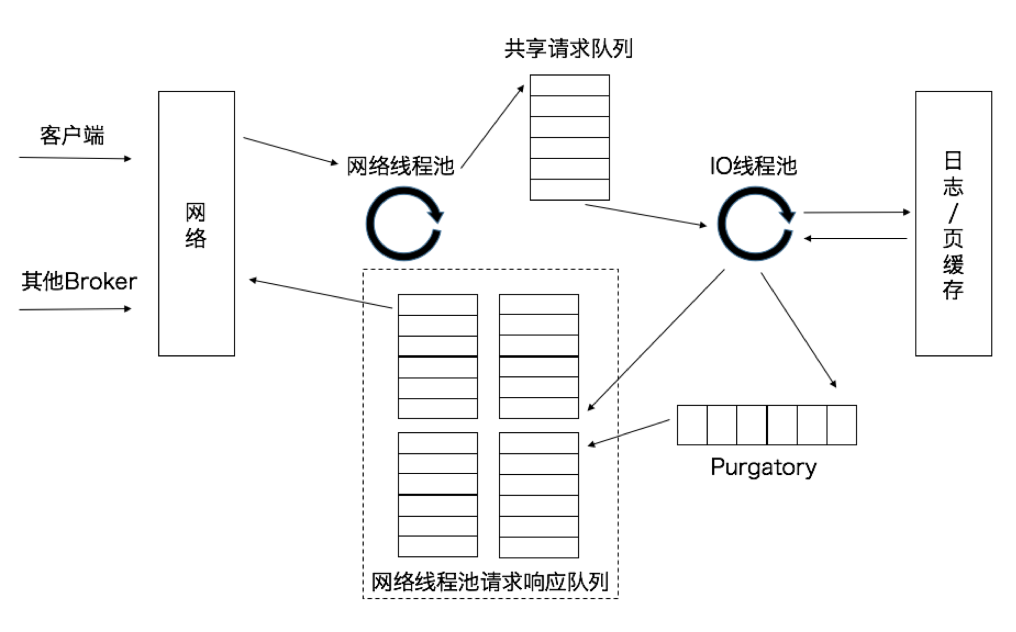 共享请求队列
客户端
网络线程池
IO线程池
网络
日志/页缓存
其他Broker
Purgatory
网络线程池请求响应队列